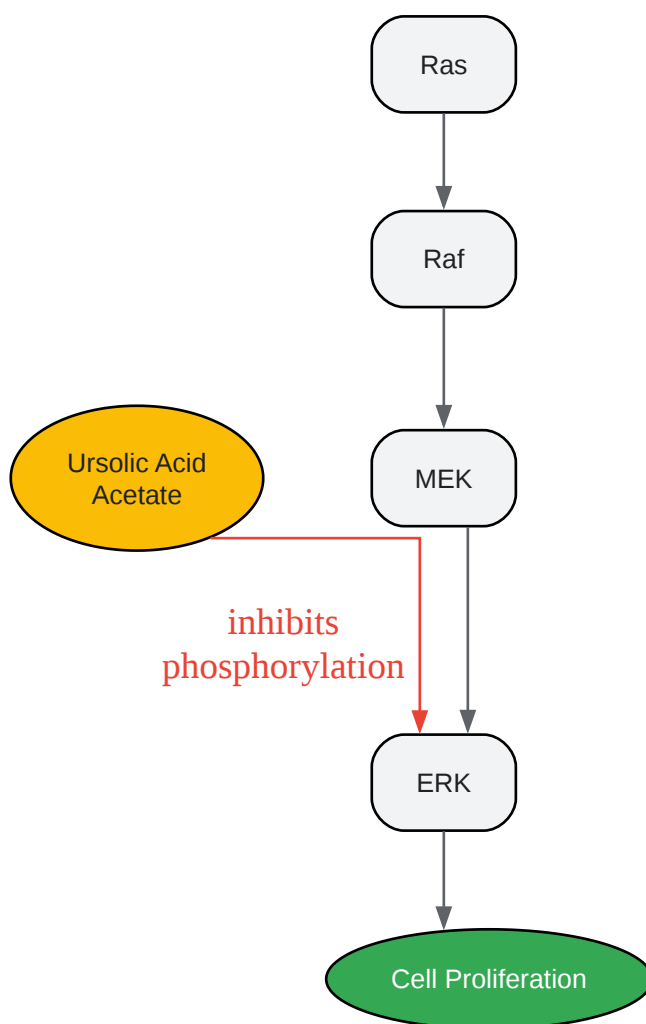 Ras
Raf
Ursolic Acid
Acetate
MEK
inhibits
phosphorylation
ERK
Cell Proliferation